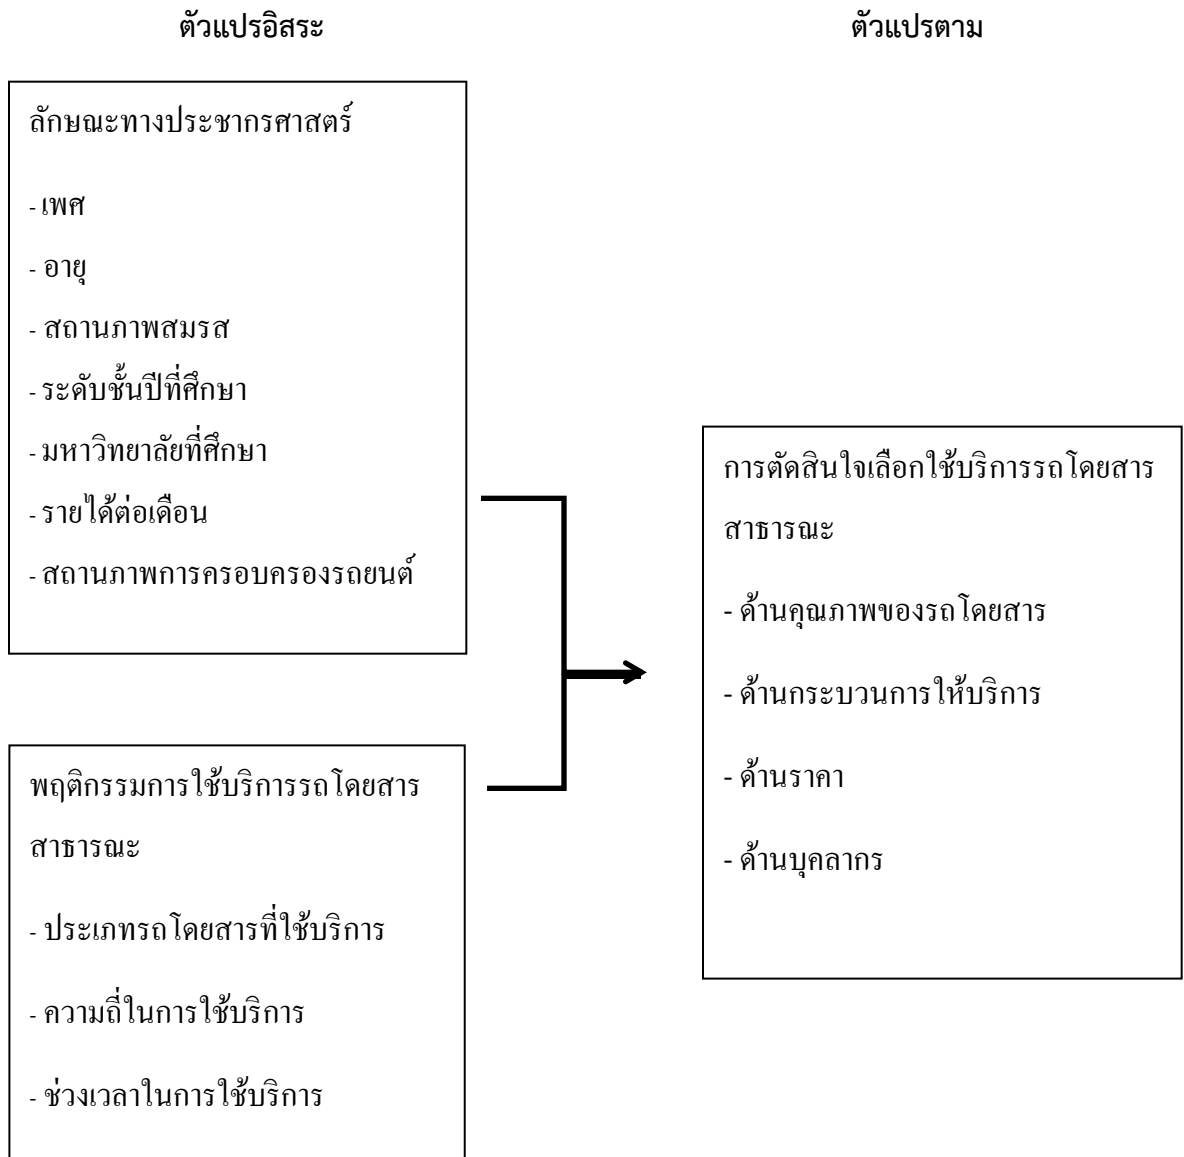 ตัวแปรอิสระ
ตัวแปรตาม
ลักษณะทางประชากรศาสตร์
- เพศ
- อายุ
- สถานภาพสมรส
- ระดับชั้นปีที่ศึกษา
- มหาวิทยาลัยที่ศึกษา
- รายได้ต่อเดือน
- สถานภาพการครอบครองรถยนต์
พฤติกรรมการใช้บริการรถโดยสาร
สาธารณะ
- ประเภทรถโดยสารที่ใช้บริการ
- ความถี่ในการใช้บริการ
- ช่วงเวลาในการใช้บริการ
การตัดสินใจเลือกใช้บริการรถโดยสาร
สาธารณะ
- ด้านคุณภาพของรถโดยสาร
- ด้านกระบวนการให้บริการ
- ด้านราคา
- ด้านบุคลากร